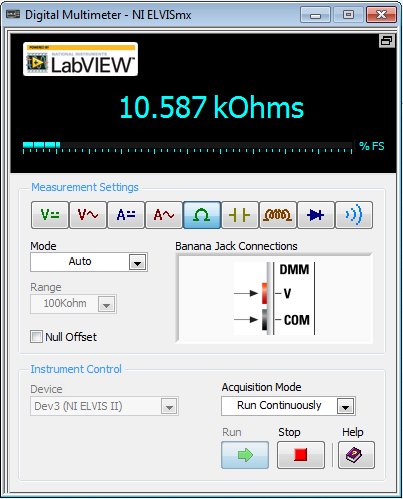 Digital Multimeter - NI ELVISmx
POWERED BY
NATIONAL INSTRUMENTS
LabVIEW™
10.587 kOhms
% FS
Measurement Settings
V V A A Ω
Mode
Banana Jack Connections
Auto
DMM
Range
V
100Kohm
COM
Null Offset
Instrument Control
Device
Acquisition Mode
Dev3 (NI ELVIS II)
Run Continuously
Run Stop Help